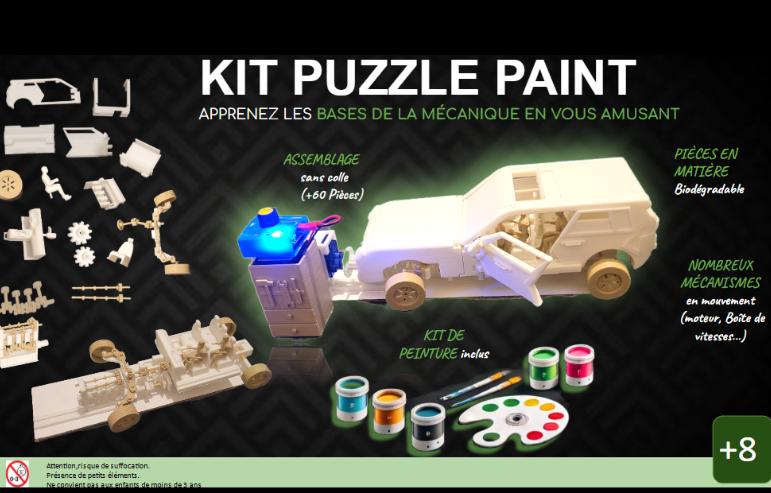 KIT PUZZLE PAINT
APPRENEZ LES BASES DE LA MÉCANIQUE EN VOUS AMUSANT
ASSEMBLAGE
sans colle
(+60 Pièces)
PIÈCES EN
MATIÈRE
Biodégradable
NOMBREUX
MÉCANISMES
en mouvement
(moteur, Boîte de
vitesses...)
KIT DE
PEINTURE inclus
+8
0-3
Attention,risque de suffocation.
Présence de petits éléments.
Ne convient pas aux enfants de moins de 3 ans